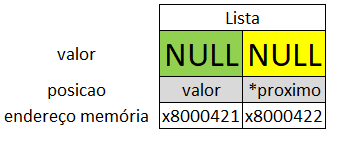 Lista
valor NULL NULL
posicao valor *proximo
endereço memória x8000421 x8000422